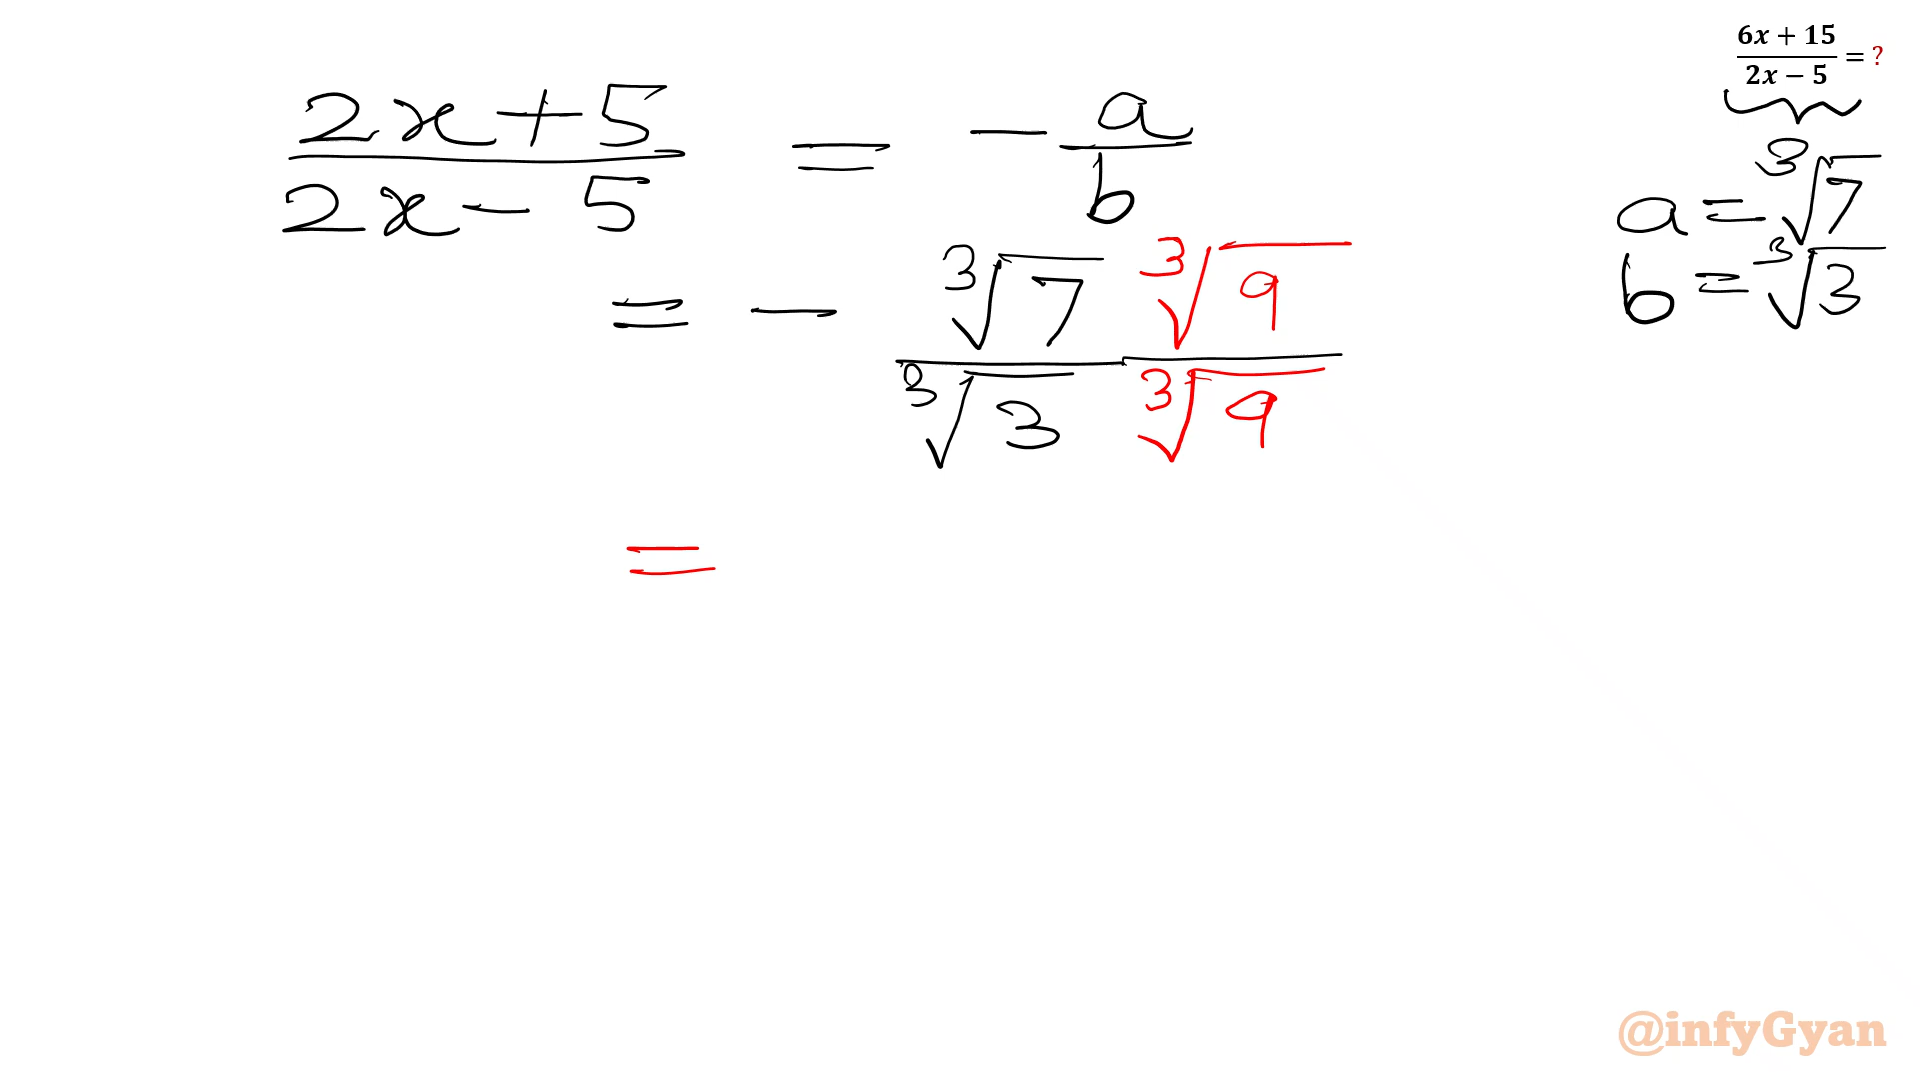 (6x + 15)/(2x − 5) = ?
(2x + 5)/(2x − 5) = − a/b
a = ∛7
b = ∛3
= − (∛7 ∛9)/(∛3 ∛9)
=
@infyGyan